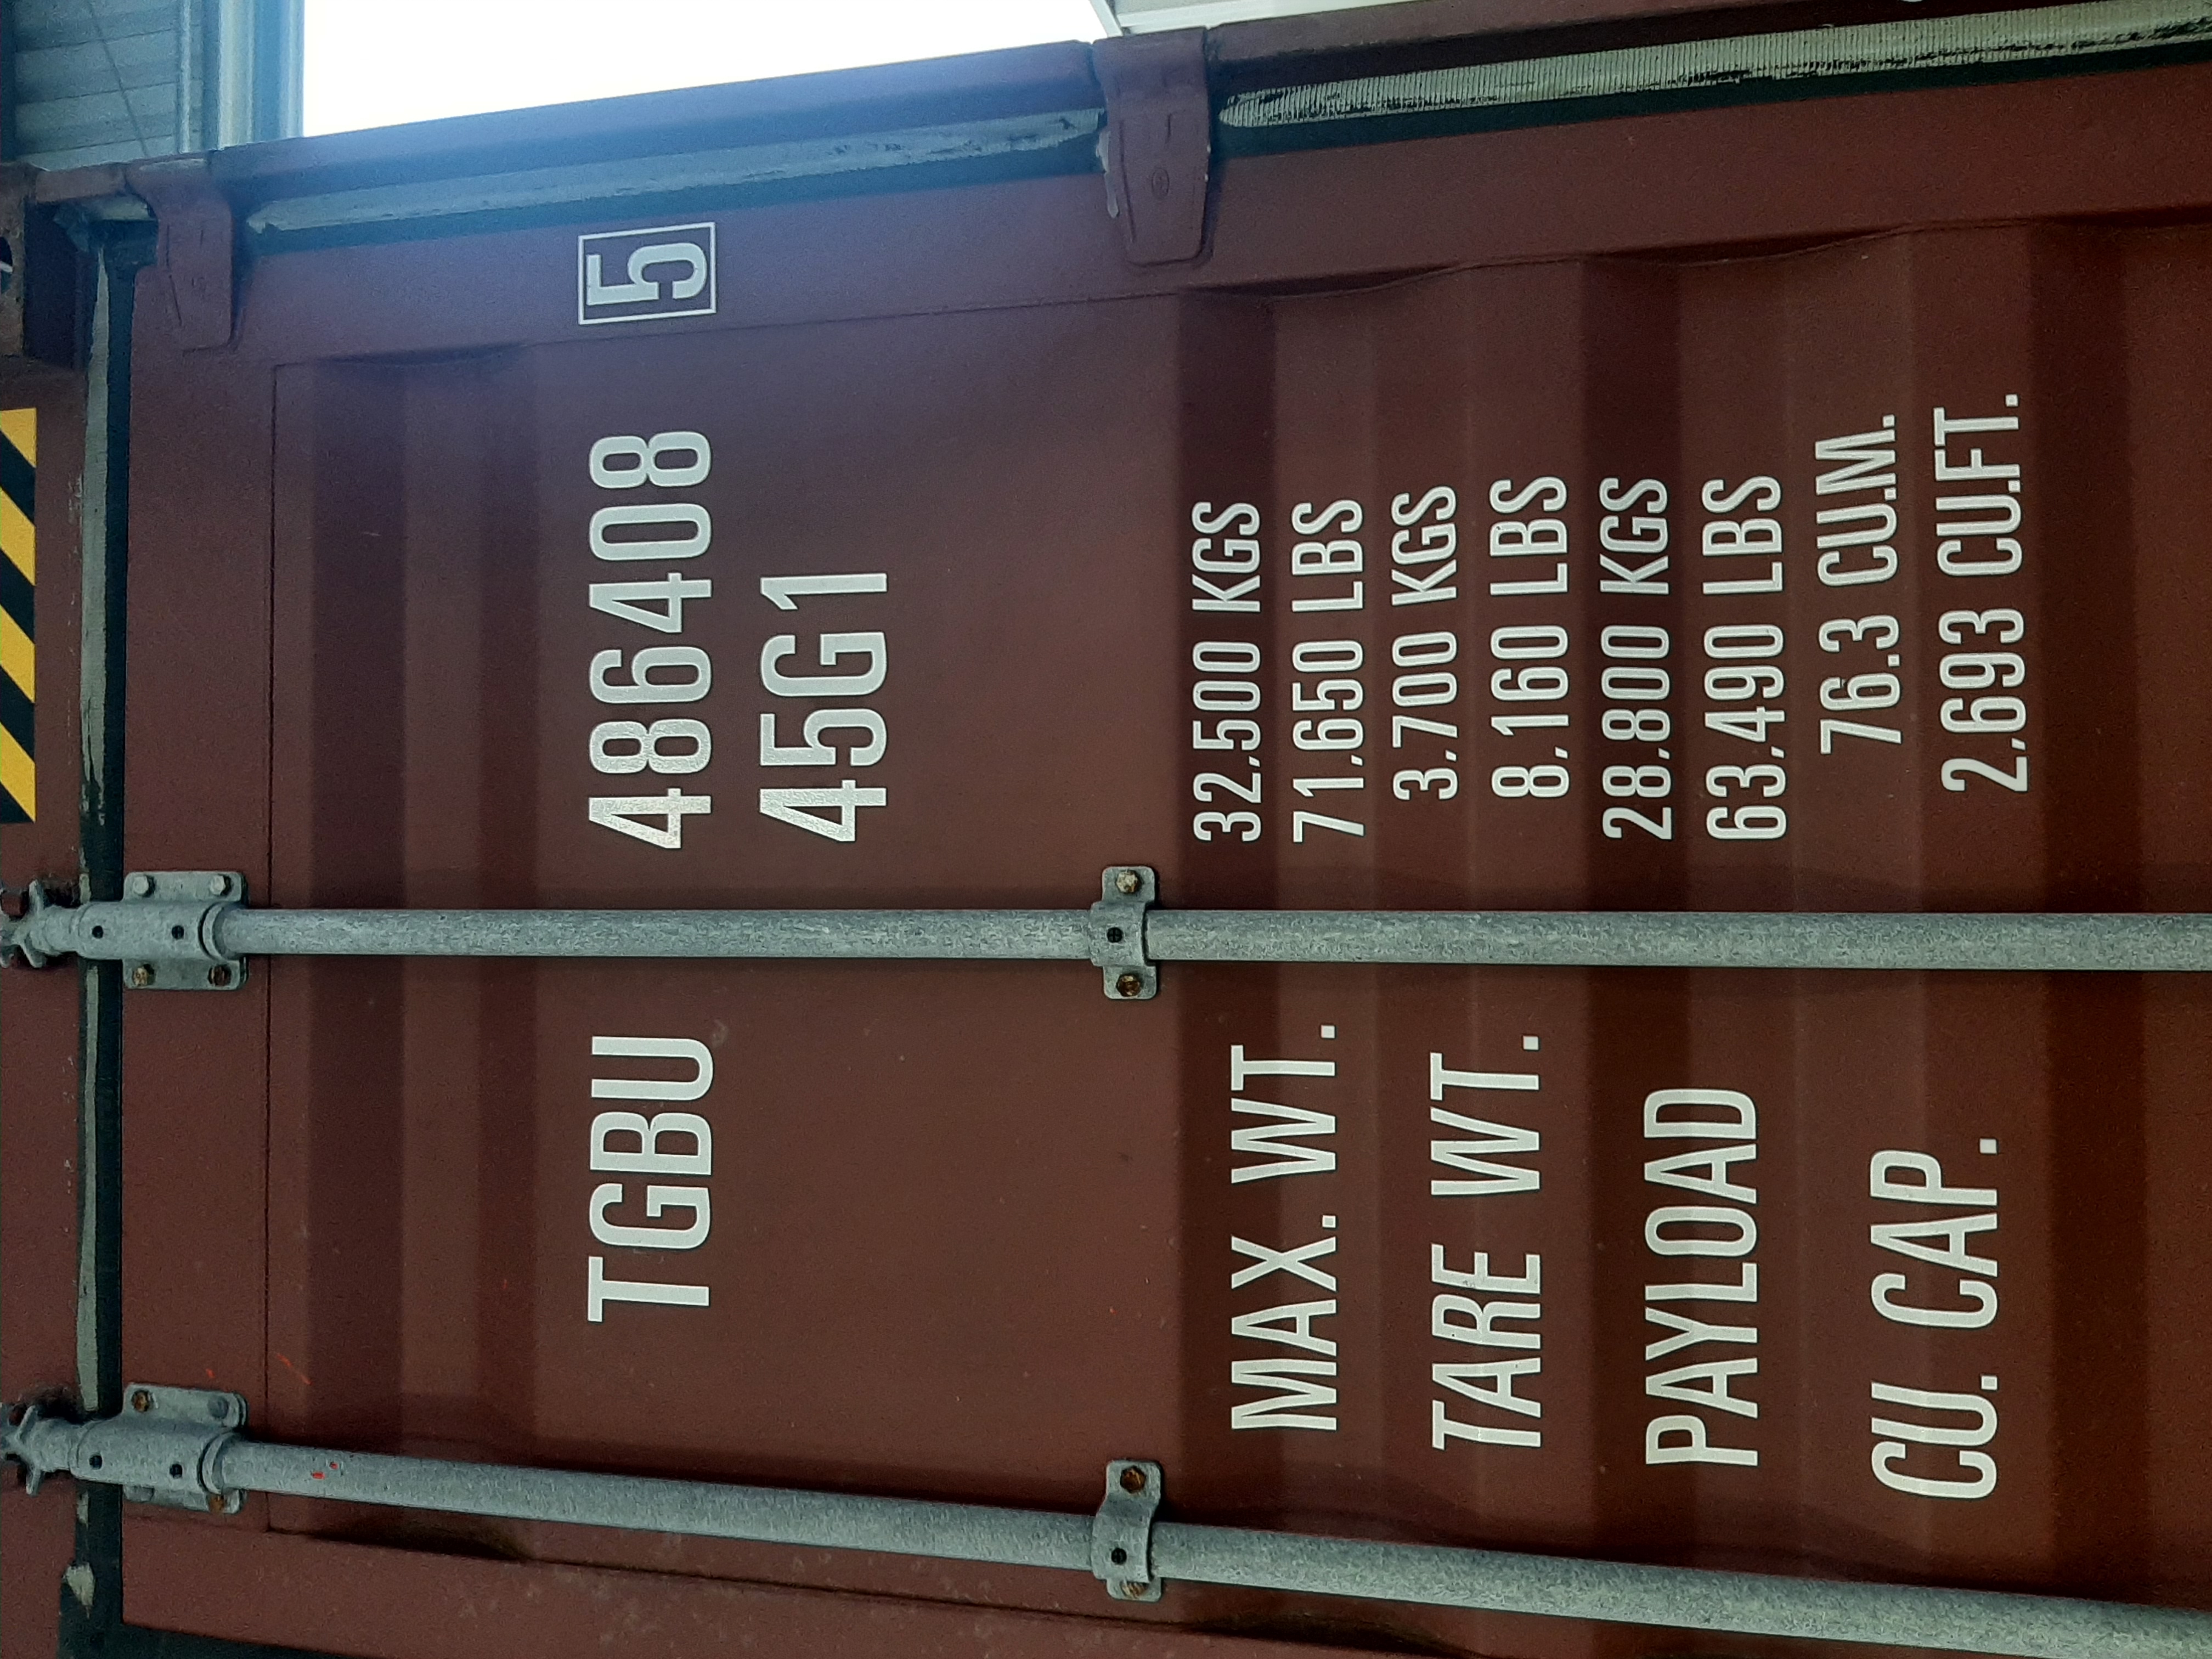 TGBU 486408 5
45G1
MAX. WT. 32.500 KGS
71.650 LBS
TARE WT. 3.700 KGS
8.160 LBS
PAYLOAD 28.800 KGS
63.490 LBS
CU. CAP. 76.3 CU.M.
2.693 CU.FT.